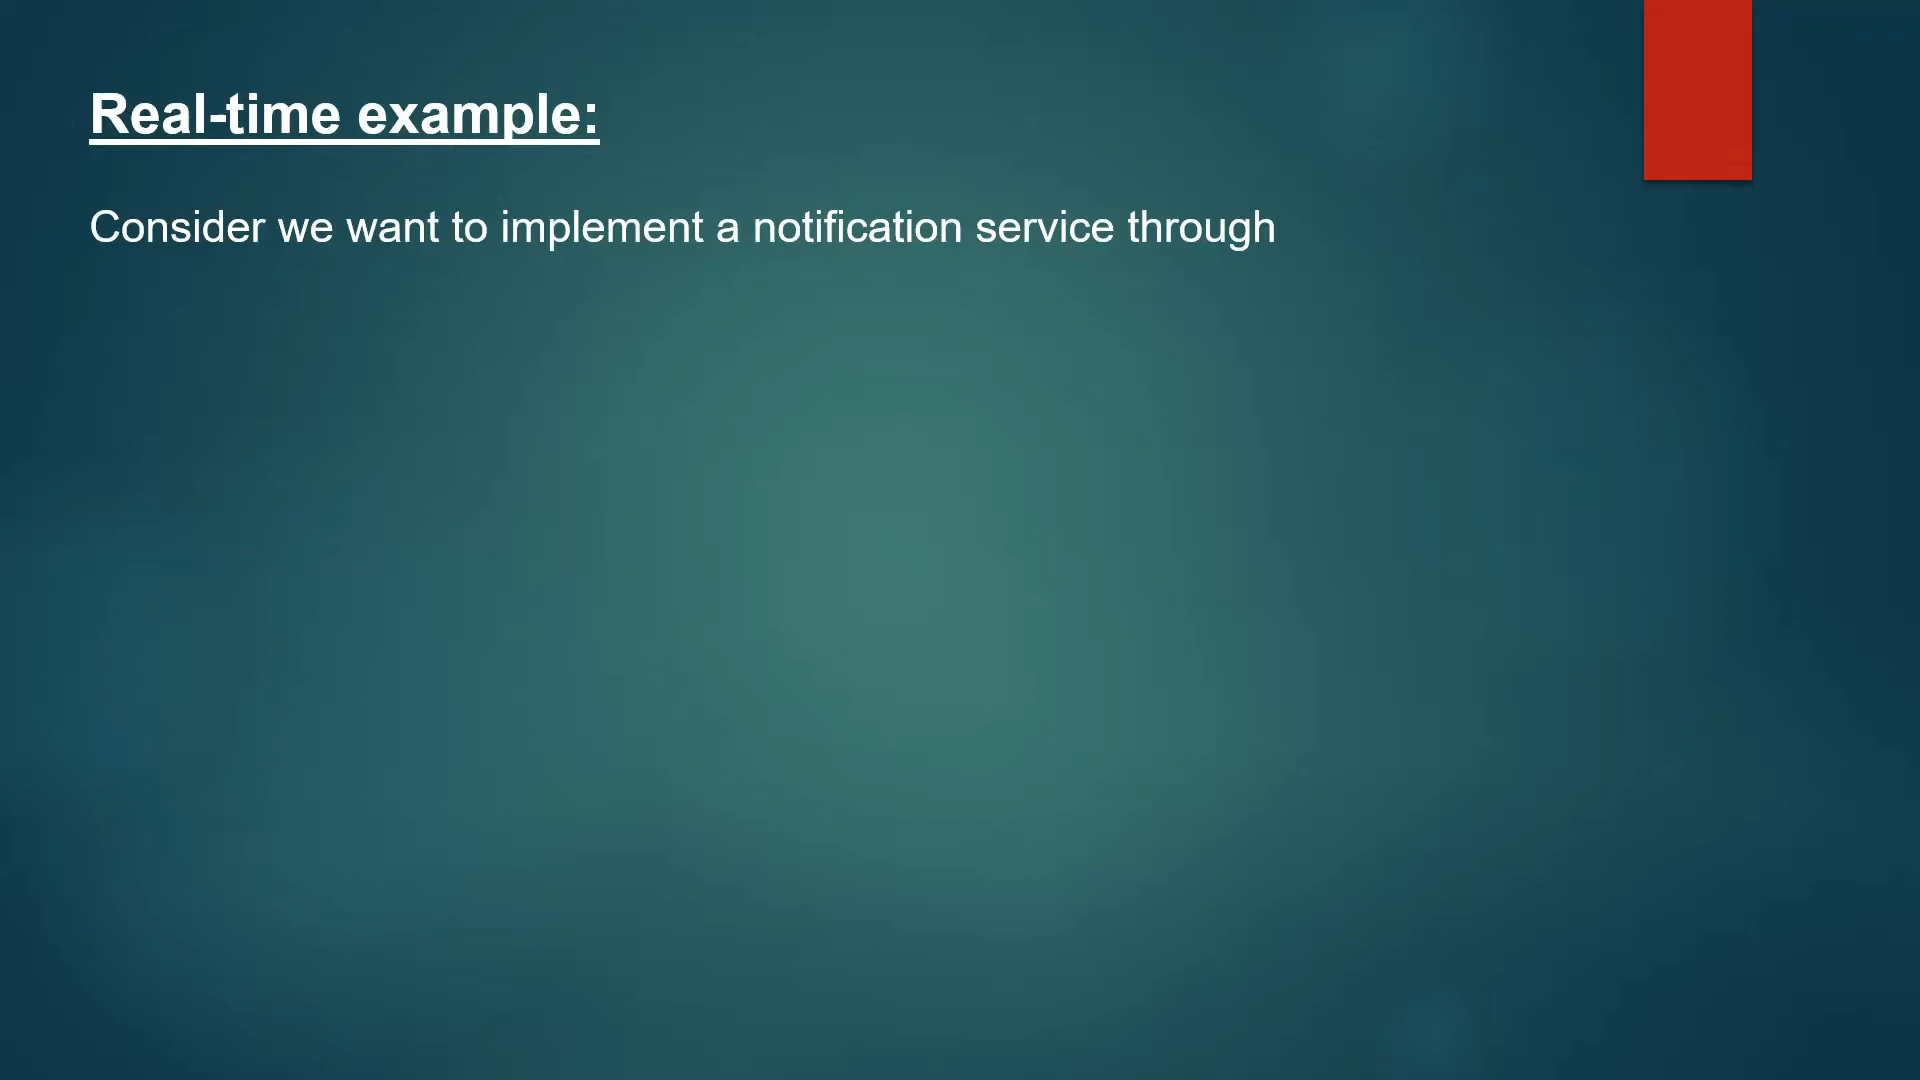 Real-time example:
Consider we want to implement a notification service through